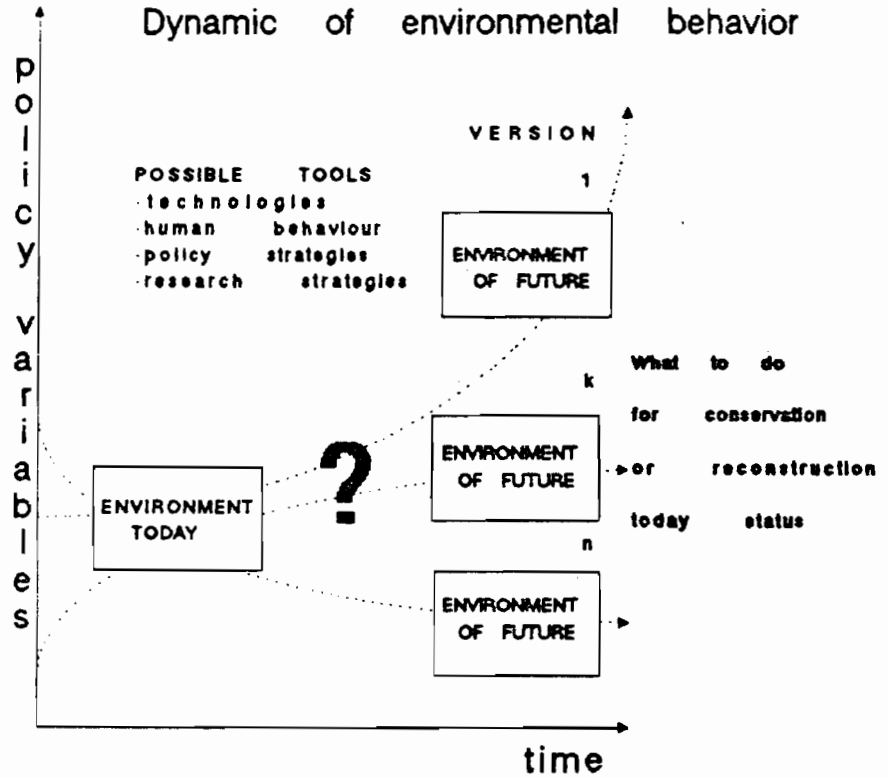 Dynamic of environmental behavior
policy variables
VERSION
1
POSSIBLE TOOLS
·technologies
·human behaviour
·policy strategies
·research strategies
ENVIRONMENT
OF FUTURE
k
What to do
for conservation
or reconstruction
today status
ENVIRONMENT
OF FUTURE
?
ENVIRONMENT
TODAY
n
ENVIRONMENT
OF FUTURE
time